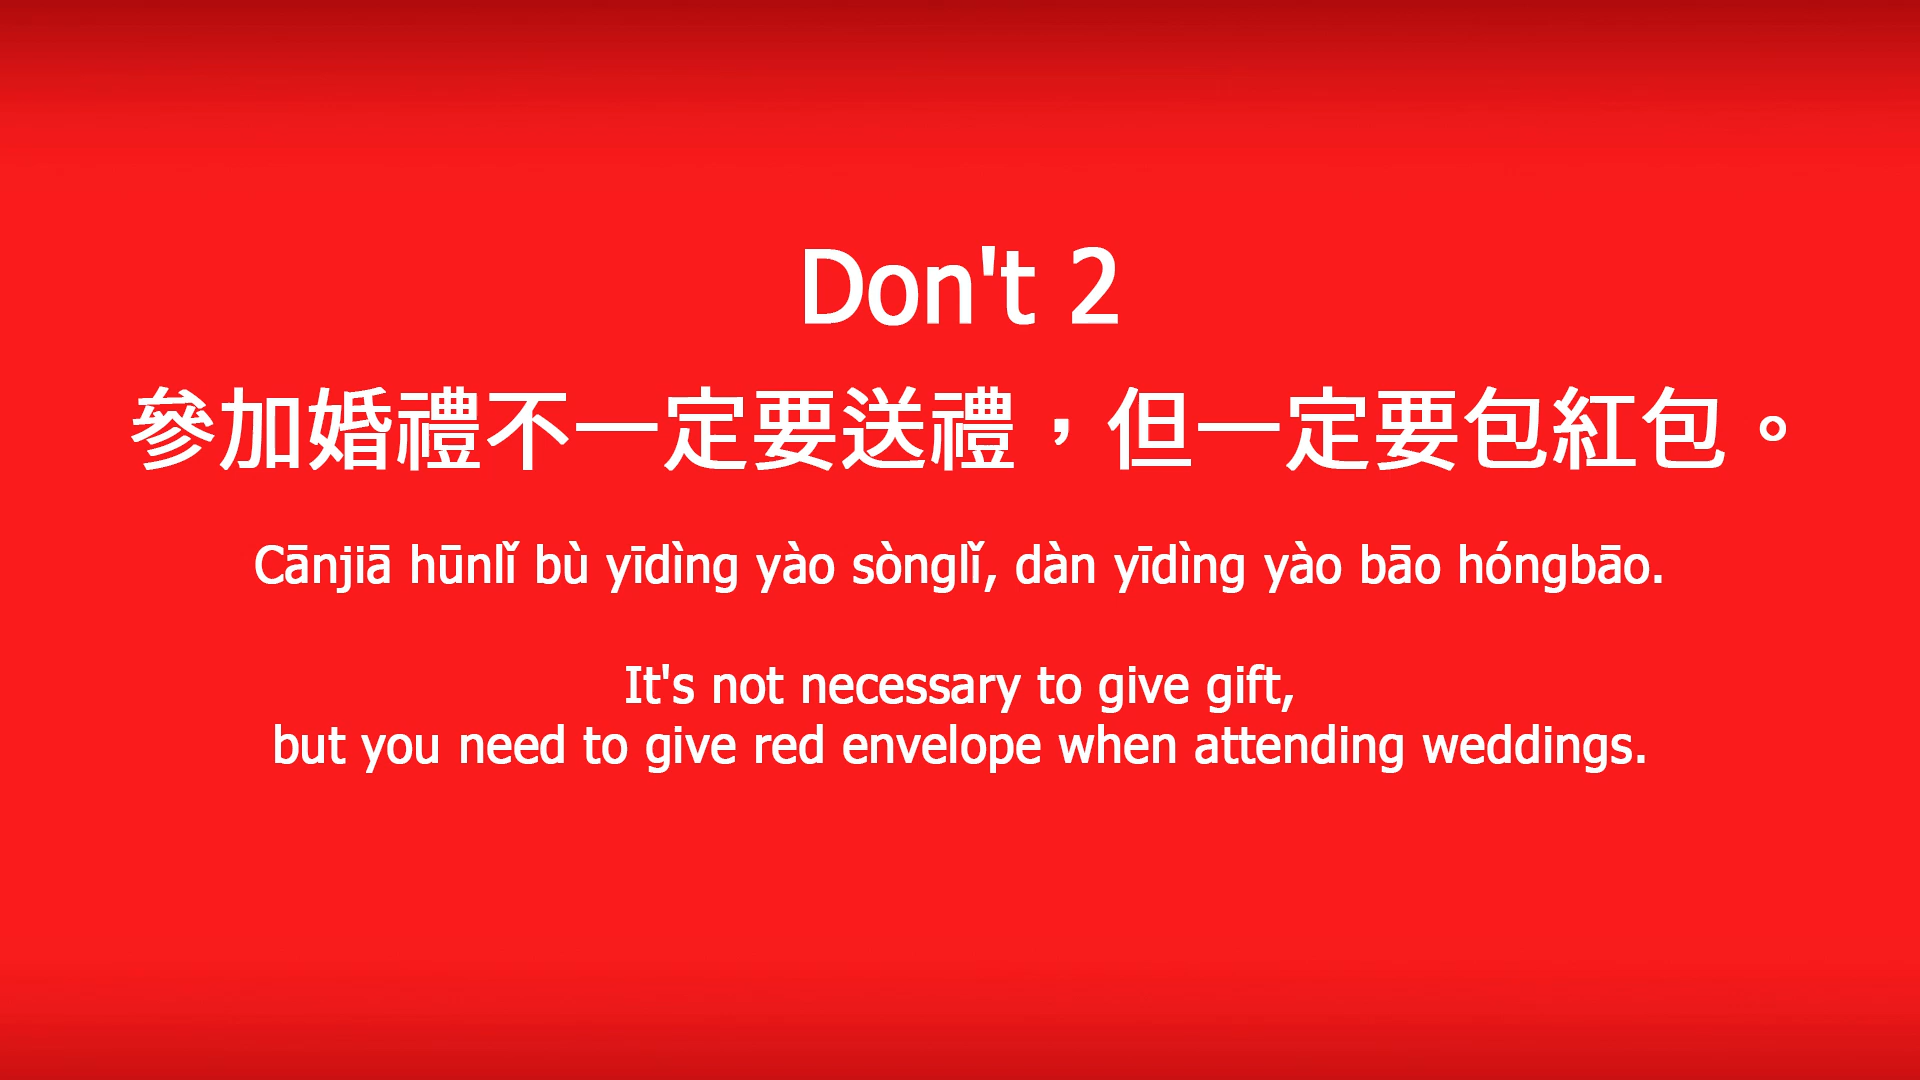 Don't 2
參加婚禮不一定要送禮，但一定要包紅包。
Cānjiā hūnlǐ bù yīdìng yào sònglǐ, dàn yīdìng yào bāo hóngbāo.
It's not necessary to give gift,
but you need to give red envelope when attending weddings.